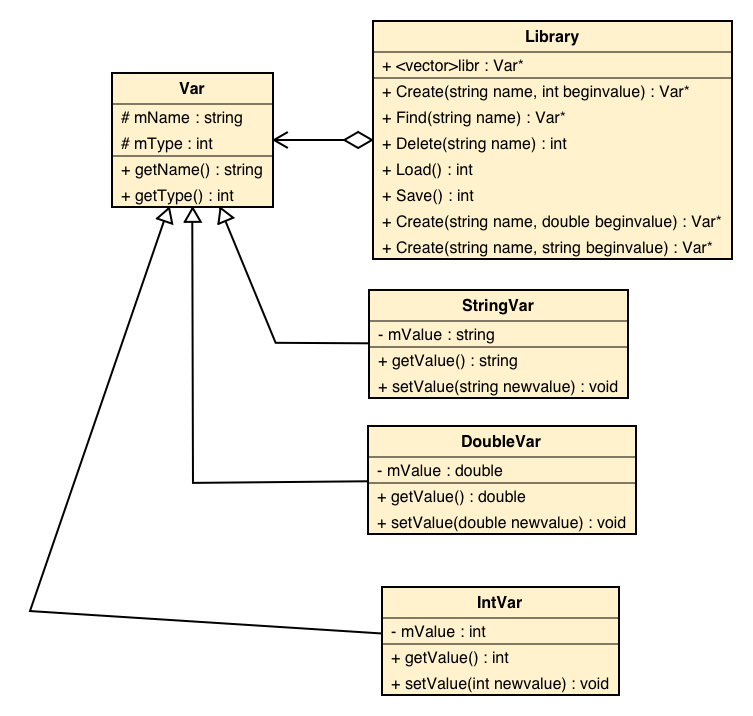 Var
# mName : string
# mType : int
+ getName() : string
+ getType() : int
Library
+ <vector>libr : Var*
+ Create(string name, int beginvalue) : Var*
+ Find(string name) : Var*
+ Delete(string name) : int
+ Load() : int
+ Save() : int
+ Create(string name, double beginvalue) : Var*
+ Create(string name, string beginvalue) : Var*
StringVar
- mValue : string
+ getValue() : string
+ setValue(string newvalue) : void
DoubleVar
- mValue : double
+ getValue() : double
+ setValue(double newvalue) : void
IntVar
- mValue : int
+ getValue() : int
+ setValue(int newvalue) : void